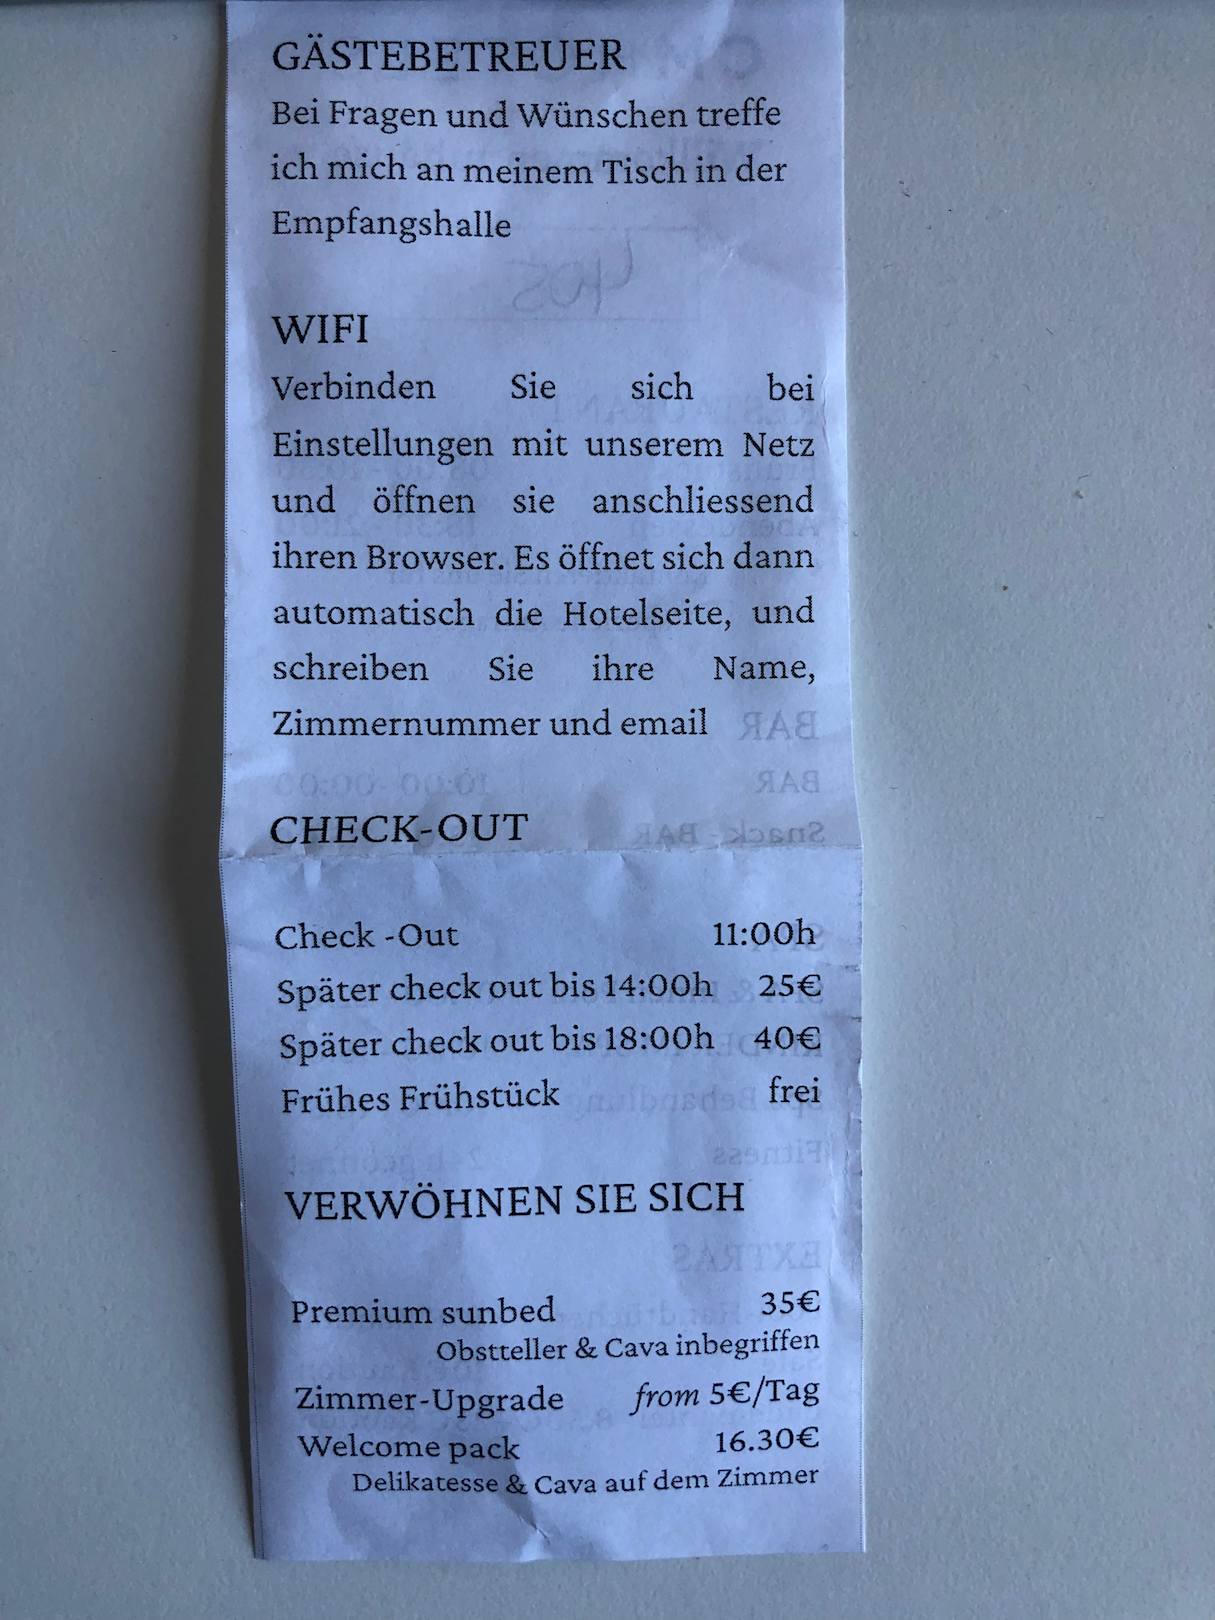 GÄSTEBETREUER
Bei Fragen und Wünschen treffe
ich mich an meinem Tisch in der
Empfangshalle
WIFI
Verbinden Sie sich bei
Einstellungen mit unserem Netz
und öffnen sie anschliessend
ihren Browser. Es öffnet sich dann
automatisch die Hotelseite, und
schreiben Sie ihre Name,
Zimmernummer und email
CHECK-OUT
Check -Out 11:00h
Später check out bis 14:00h 25€
Später check out bis 18:00h 40€
Frühes Frühstück frei
VERWÖHNEN SIE SICH
Premium sunbed 35€
Obstteller & Cava inbegriffen
Zimmer-Upgrade from 5€/Tag
Welcome pack 16.30€
Delikatesse & Cava auf dem Zimmer